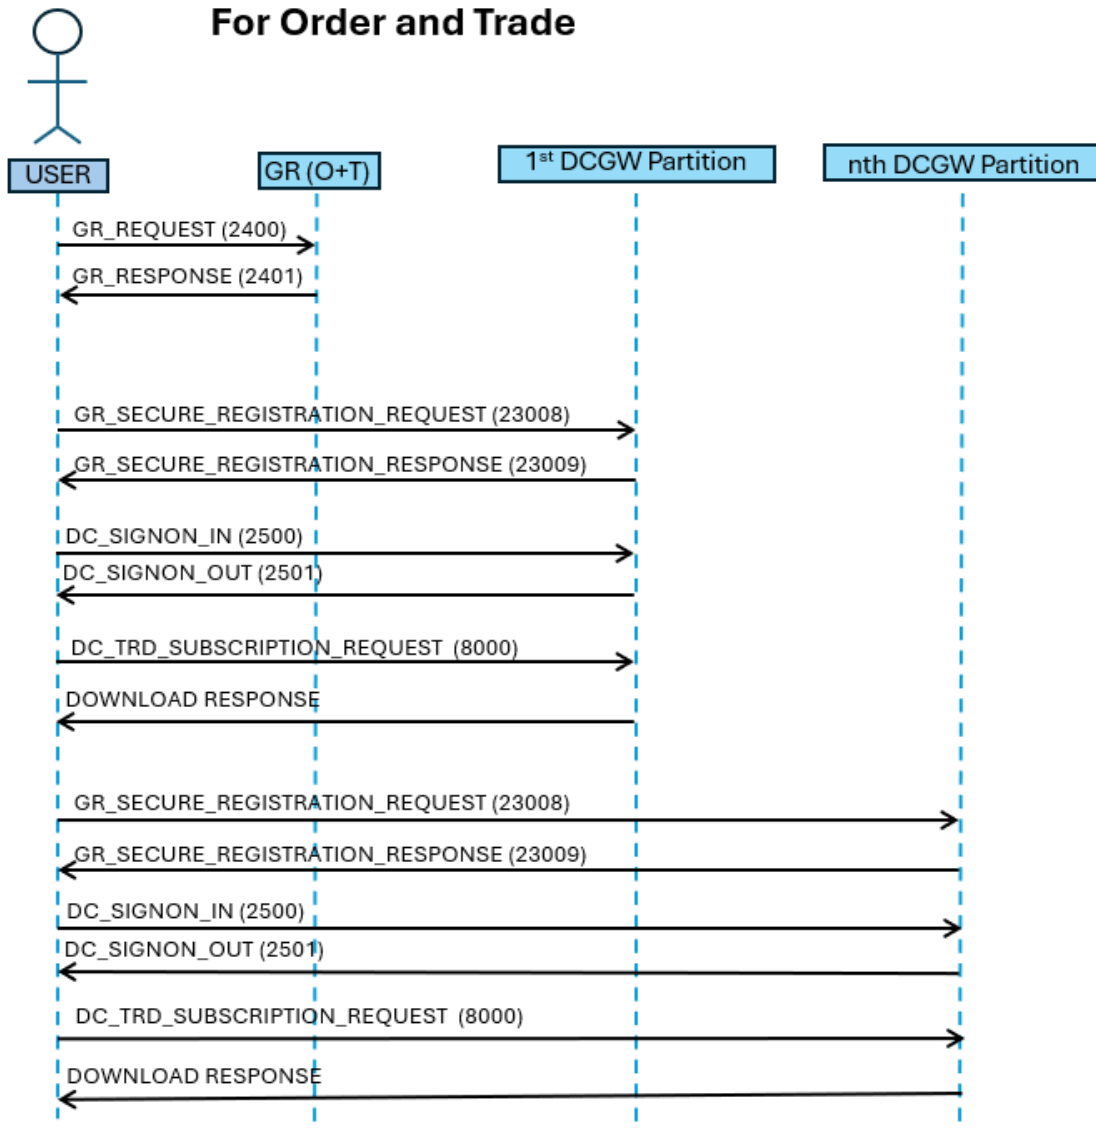 For Order and Trade
USER
GR (O+T)
1st DCGW Partition
nth DCGW Partition
GR_REQUEST (2400)
GR_RESPONSE (2401)
GR_SECURE_REGISTRATION_REQUEST (23008)
GR_SECURE_REGISTRATION_RESPONSE (23009)
DC_SIGNON_IN (2500)
DC_SIGNON_OUT (2501)
DC_TRD_SUBSCRIPTION_REQUEST (8000)
DOWNLOAD RESPONSE
GR_SECURE_REGISTRATION_REQUEST (23008)
GR_SECURE_REGISTRATION_RESPONSE (23009)
DC_SIGNON_IN (2500)
DC_SIGNON_OUT (2501)
DC_TRD_SUBSCRIPTION_REQUEST (8000)
DOWNLOAD RESPONSE